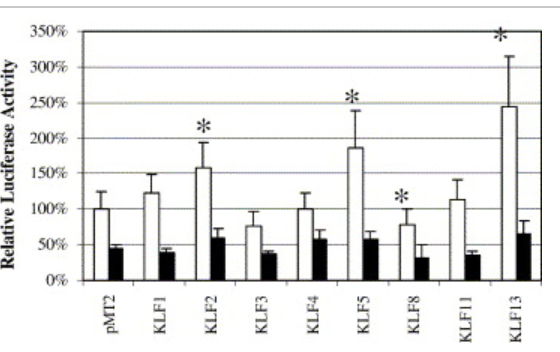 Relative Luciferase Activity
350%
300%
250%
200%
150%
100%
50%
0%
*
*
*
*
pMT2
KLF1
KLF2
KLF3
KLF4
KLF5
KLF8
KLF11
KLF13